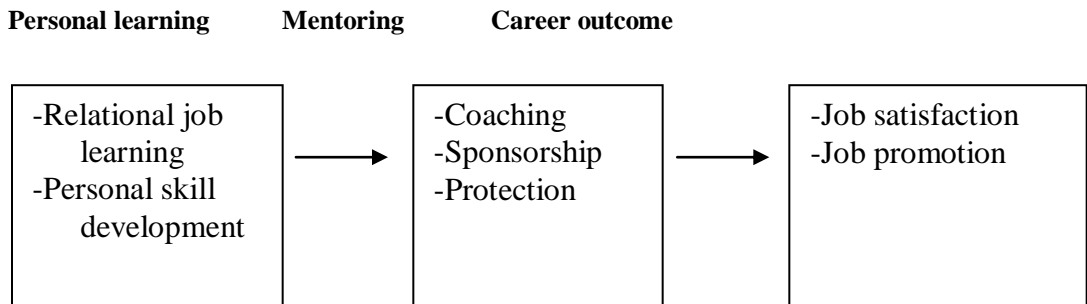 Personal learning Mentoring Career outcome
-Relational job
learning
-Personal skill
development
-Coaching
-Sponsorship
-Protection
-Job satisfaction
-Job promotion